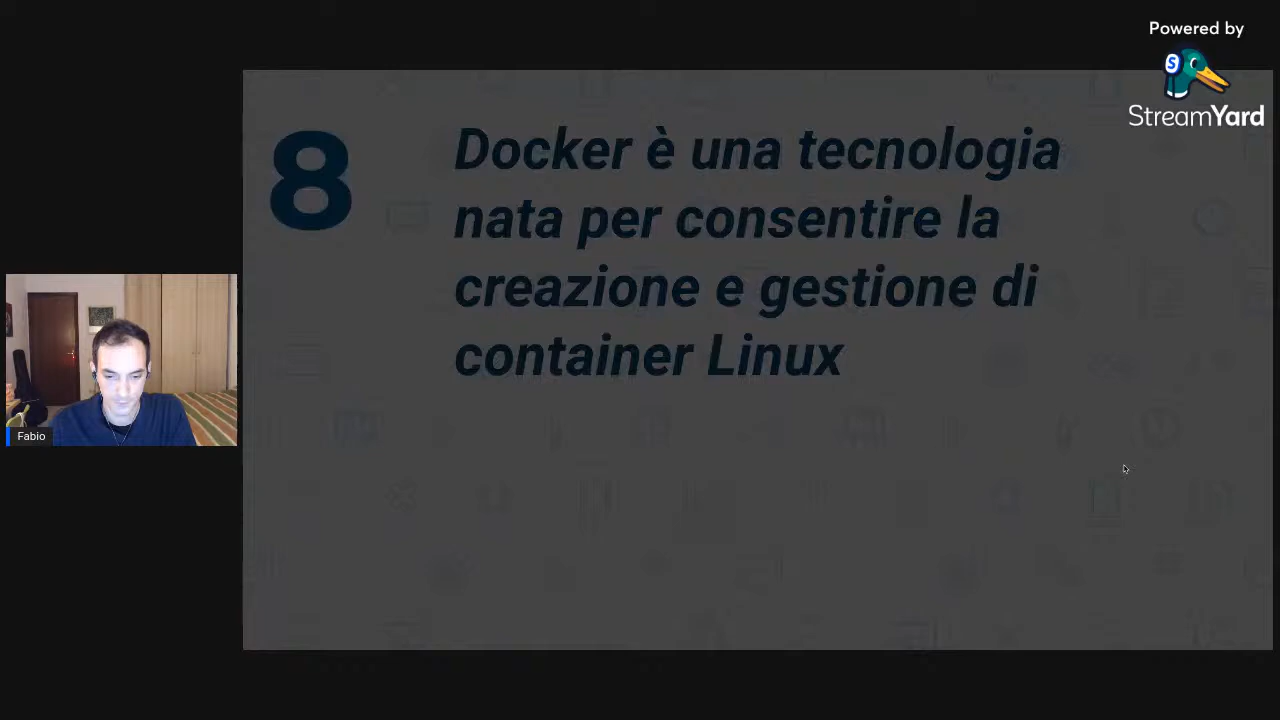 Powered by
StreamYard
8
Docker è una tecnologia
nata per consentire la
creazione e gestione di
container Linux
Fabio